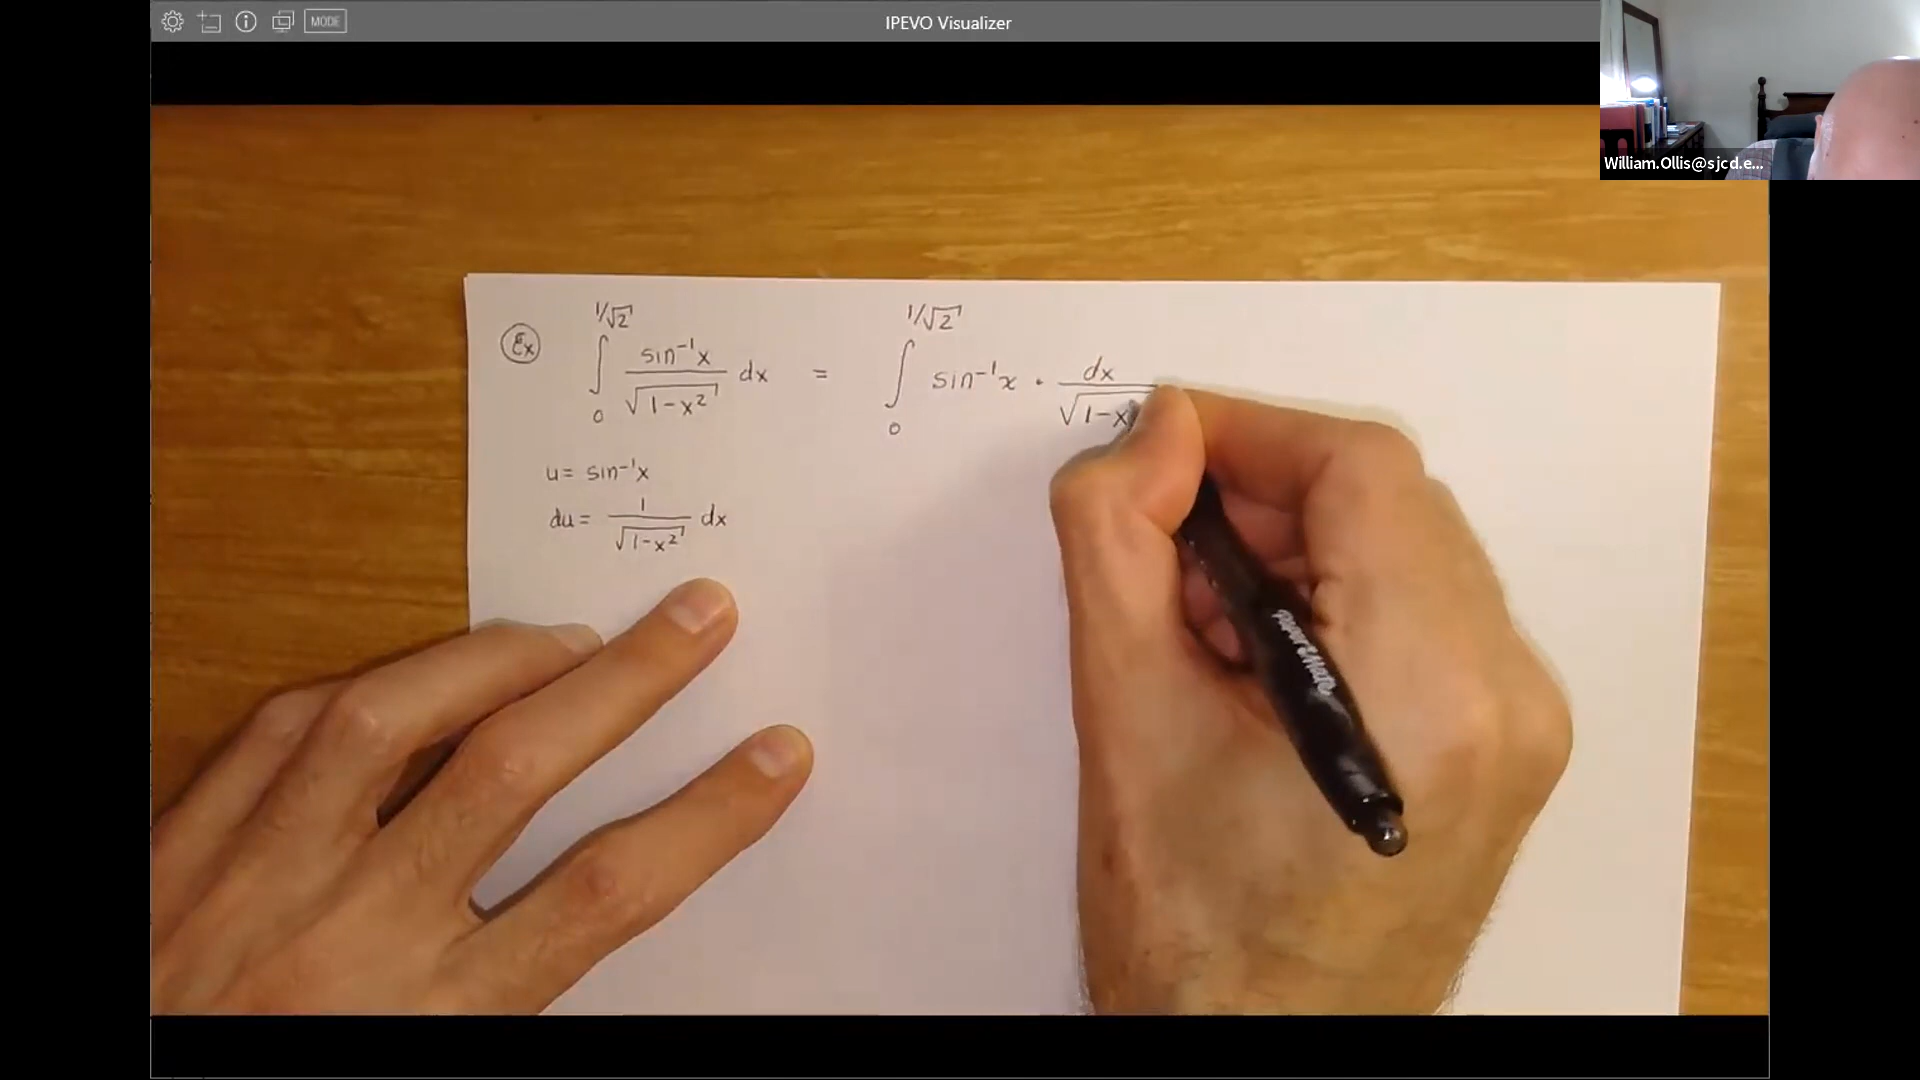 MODE
IPEVO Visualizer
William.Ollis@sjcd.e...
Ex ∫₀^{1/√2} sin⁻¹x / √(1-x²) dx = ∫₀^{1/√2} sin⁻¹x · dx / √(1-x
u = sin⁻¹x
du = 1 / √(1-x²) dx
PaperMate